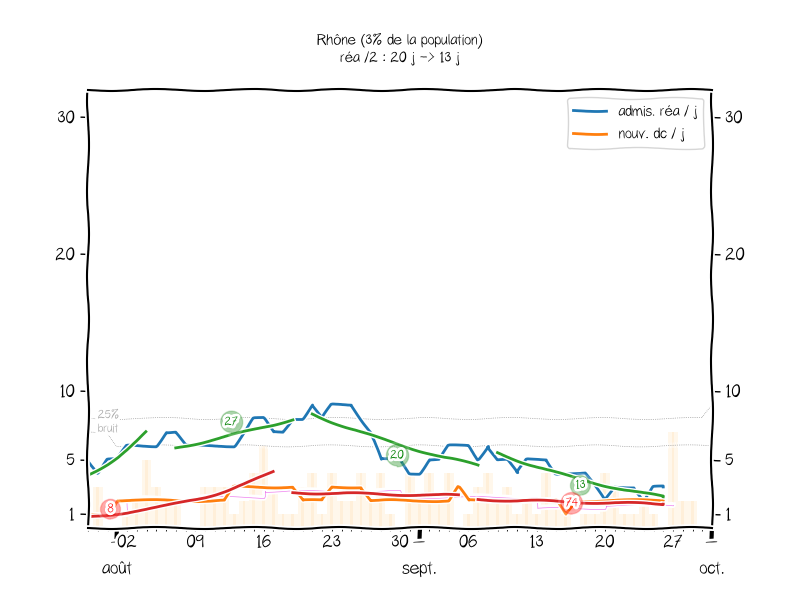 Rhône (3% de la population)
réa /2 : 20 j -> 13 j
admis. réa / j
nouv. dc / j
30 30
20 20
10 10
25%
bruit
27
20
5 5
13
74
8
1 1
02 09 16 23 30 06 13 20 27
août sept. oct.